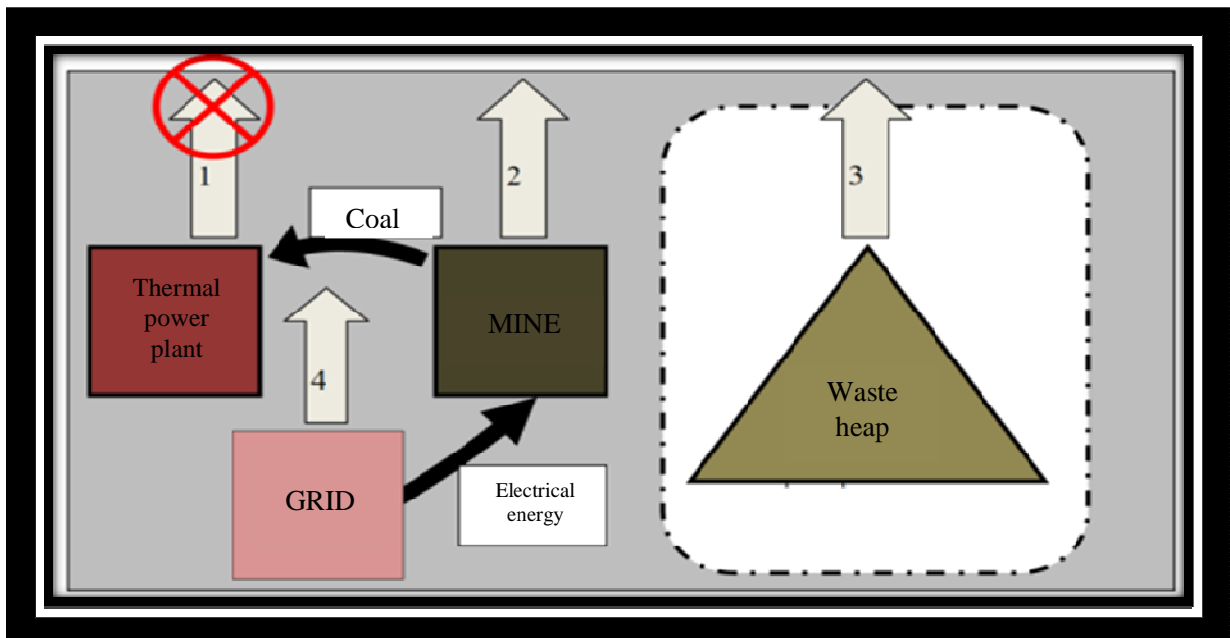 1
2
3
Coal
Thermal
power
plant
MINE
4
Waste
heap
GRID
Electrical
energy